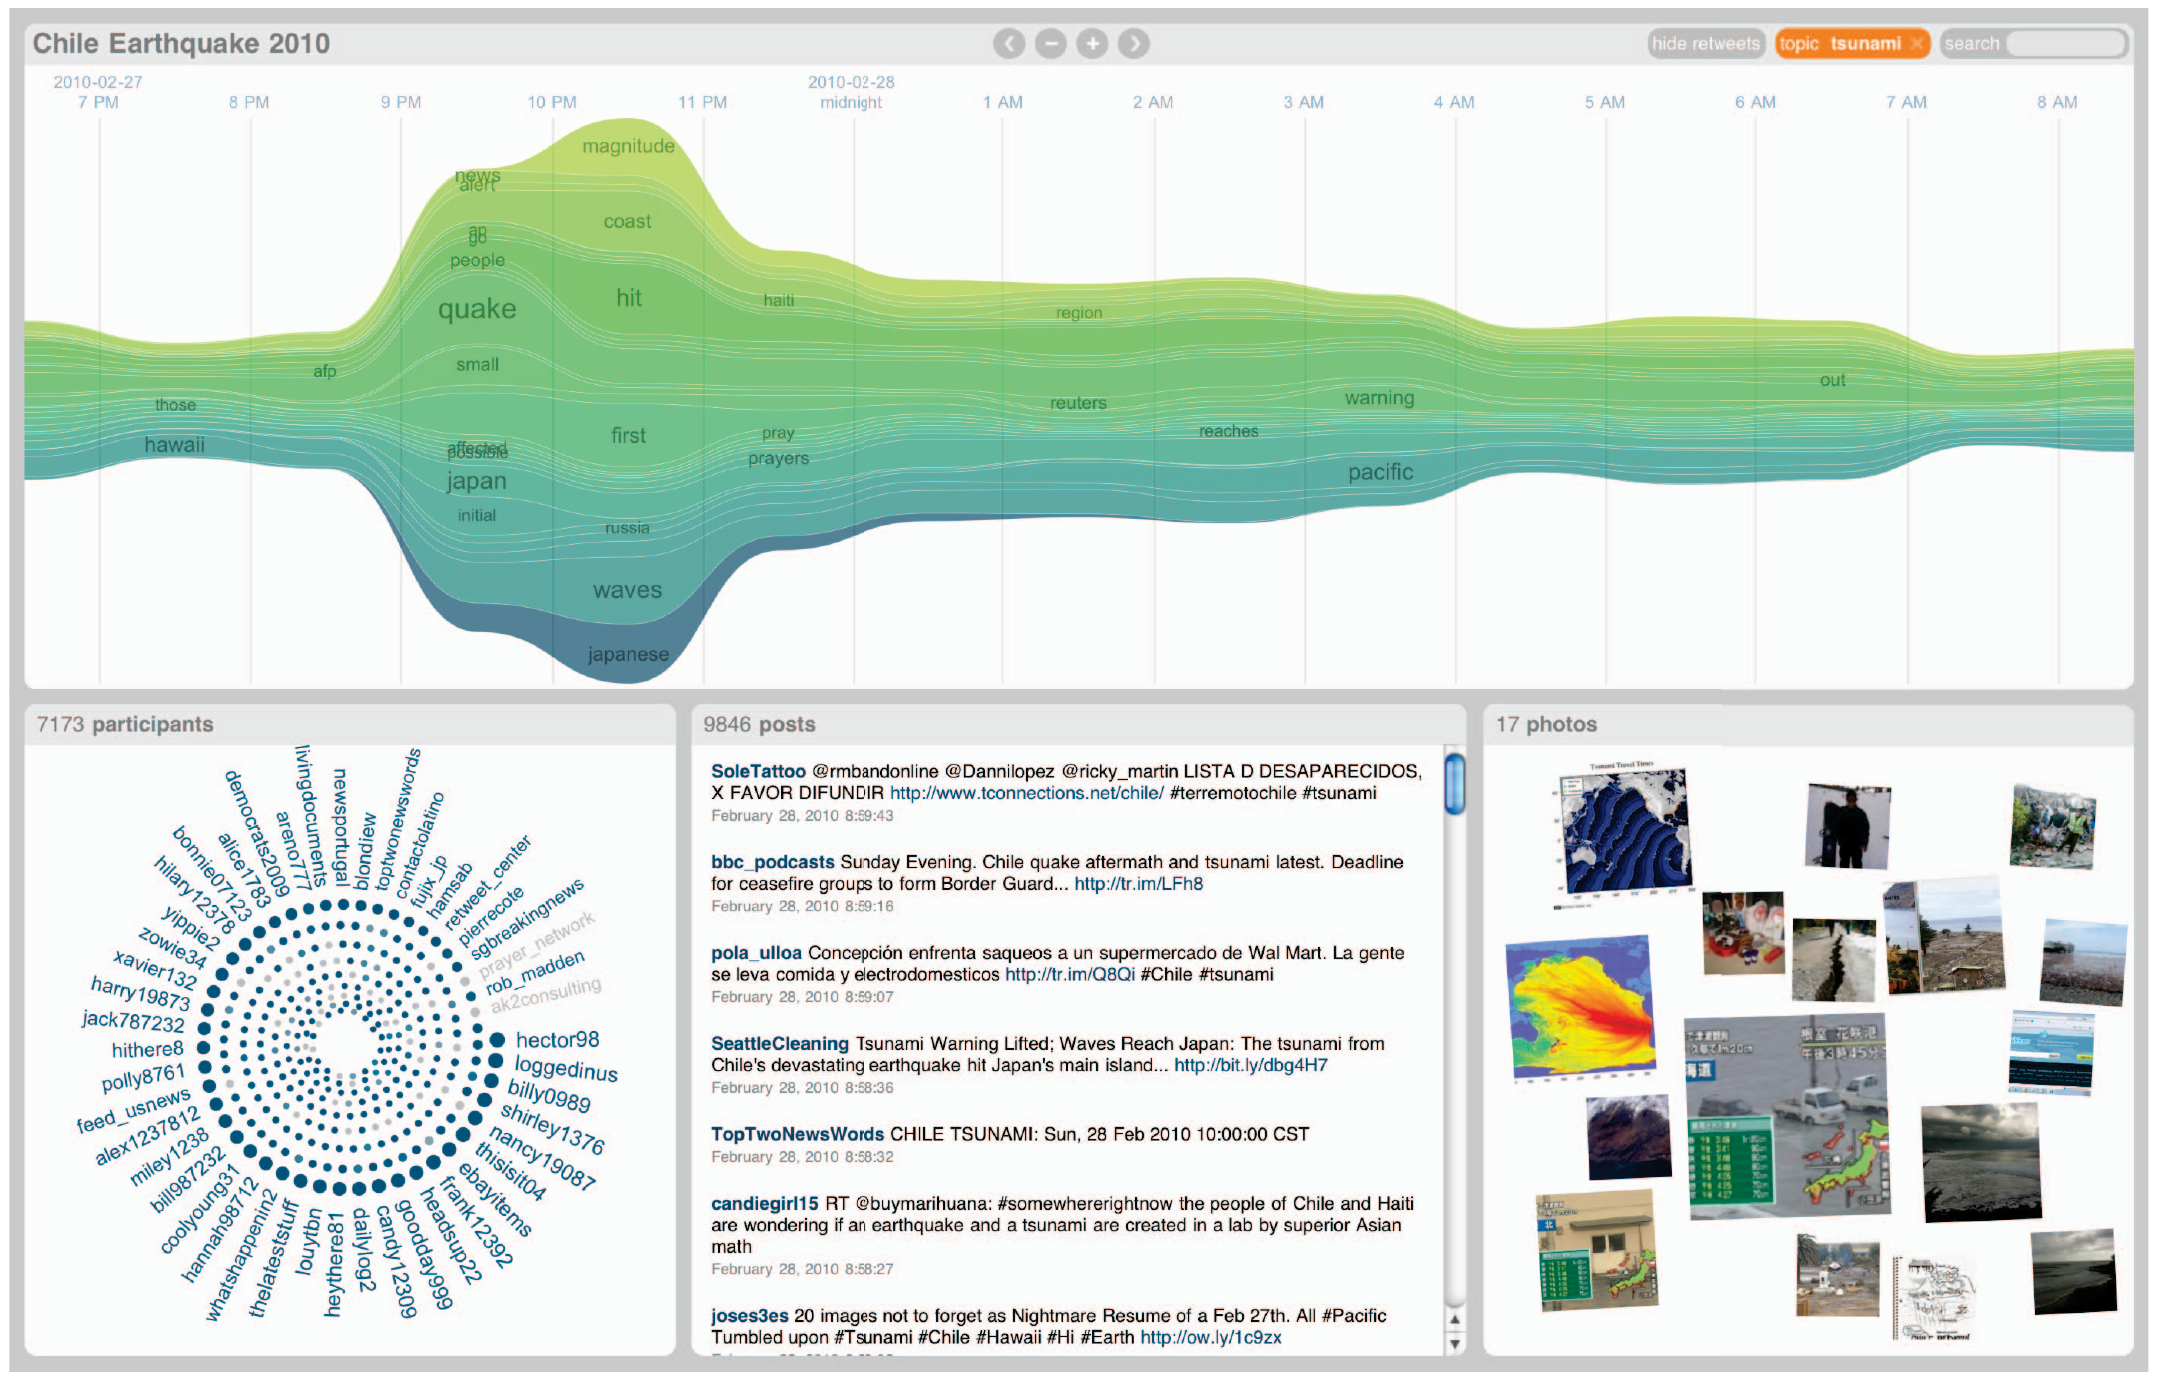 Chile Earthquake 2010
hide retweets
topic tsunami ×
search
2010-02-27
7 PM
8 PM
9 PM
10 PM
11 PM
2010-02-28
midnight
1 AM
2 AM
3 AM
4 AM
5 AM
6 AM
7 AM
8 AM
magnitude
news
alert
coast
ap
go
people
quake
hit
haiti
region
small
afp
out
those
reuters
warning
hawaii
first
pray
reaches
affected
possible
prayers
japan
pacific
initial
russia
waves
japanese
7173 participants
livingdocuments
newsportugal
blondiew
toptwonewswords
contactolatino
fujix_jp
hamsab
retweet_center
pierrecote
sgbreakingnews
prayer_network
rob_madden
ak2consulting
hector98
loggedinus
billy0989
shirley1376
nancy19087
thisisit04
ebayitems
frank12392
headsup22
goodday999
candy12309
dailylog2
heythere81
louytbn
thelateststuff
whatshappenin2
hannah98712
coolyoung31
bill987232
miley1238
alex1237812
feed_usnews
polly8761
hithere8
jack787232
harry19873
xavier132
zowie34
yippie2
hilary12378
bonnie07123
alice1783
democrats2009
areno777
9846 posts
SoleTattoo @rmbandonline @Dannilopez @ricky_martin LISTA D DESAPARECIDOS,
X FAVOR DIFUNDIR http://www.tconnections.net/chile/ #terremotochile #tsunami
February 28, 2010 8:59:43
bbc_podcasts Sunday Evening. Chile quake aftermath and tsunami latest. Deadline
for ceasefire groups to form Border Guard... http://tr.im/LFh8
February 28, 2010 8:59:16
pola_ulloa Concepción enfrenta saqueos a un supermercado de Wal Mart. La gente
se leva comida y electrodomesticos http://tr.im/Q8Qi #Chile #tsunami
February 28, 2010 8:59:07
SeattleCleaning Tsunami Warning Lifted; Waves Reach Japan: The tsunami from
Chile's devastating earthquake hit Japan's main island... http://bit.ly/dbg4H7
February 28, 2010 8:58:36
TopTwoNewsWords CHILE TSUNAMI: Sun, 28 Feb 2010 10:00:00 CST
February 28, 2010 8:58:32
candiegirl15 RT @buymarihuana: #somewhererightnow the people of Chile and Haiti
are wondering if an earthquake and a tsunami are created in a lab by superior Asian
math
February 28, 2010 8:58:27
joses3es 20 images not to forget as Nightmare Resume of a Feb 27th. All #Pacific
Tumbled upon #Tsunami #Chile #Hawaii #Hi #Earth http://ow.ly/1c9zx
17 photos
Tsunami Travel Times